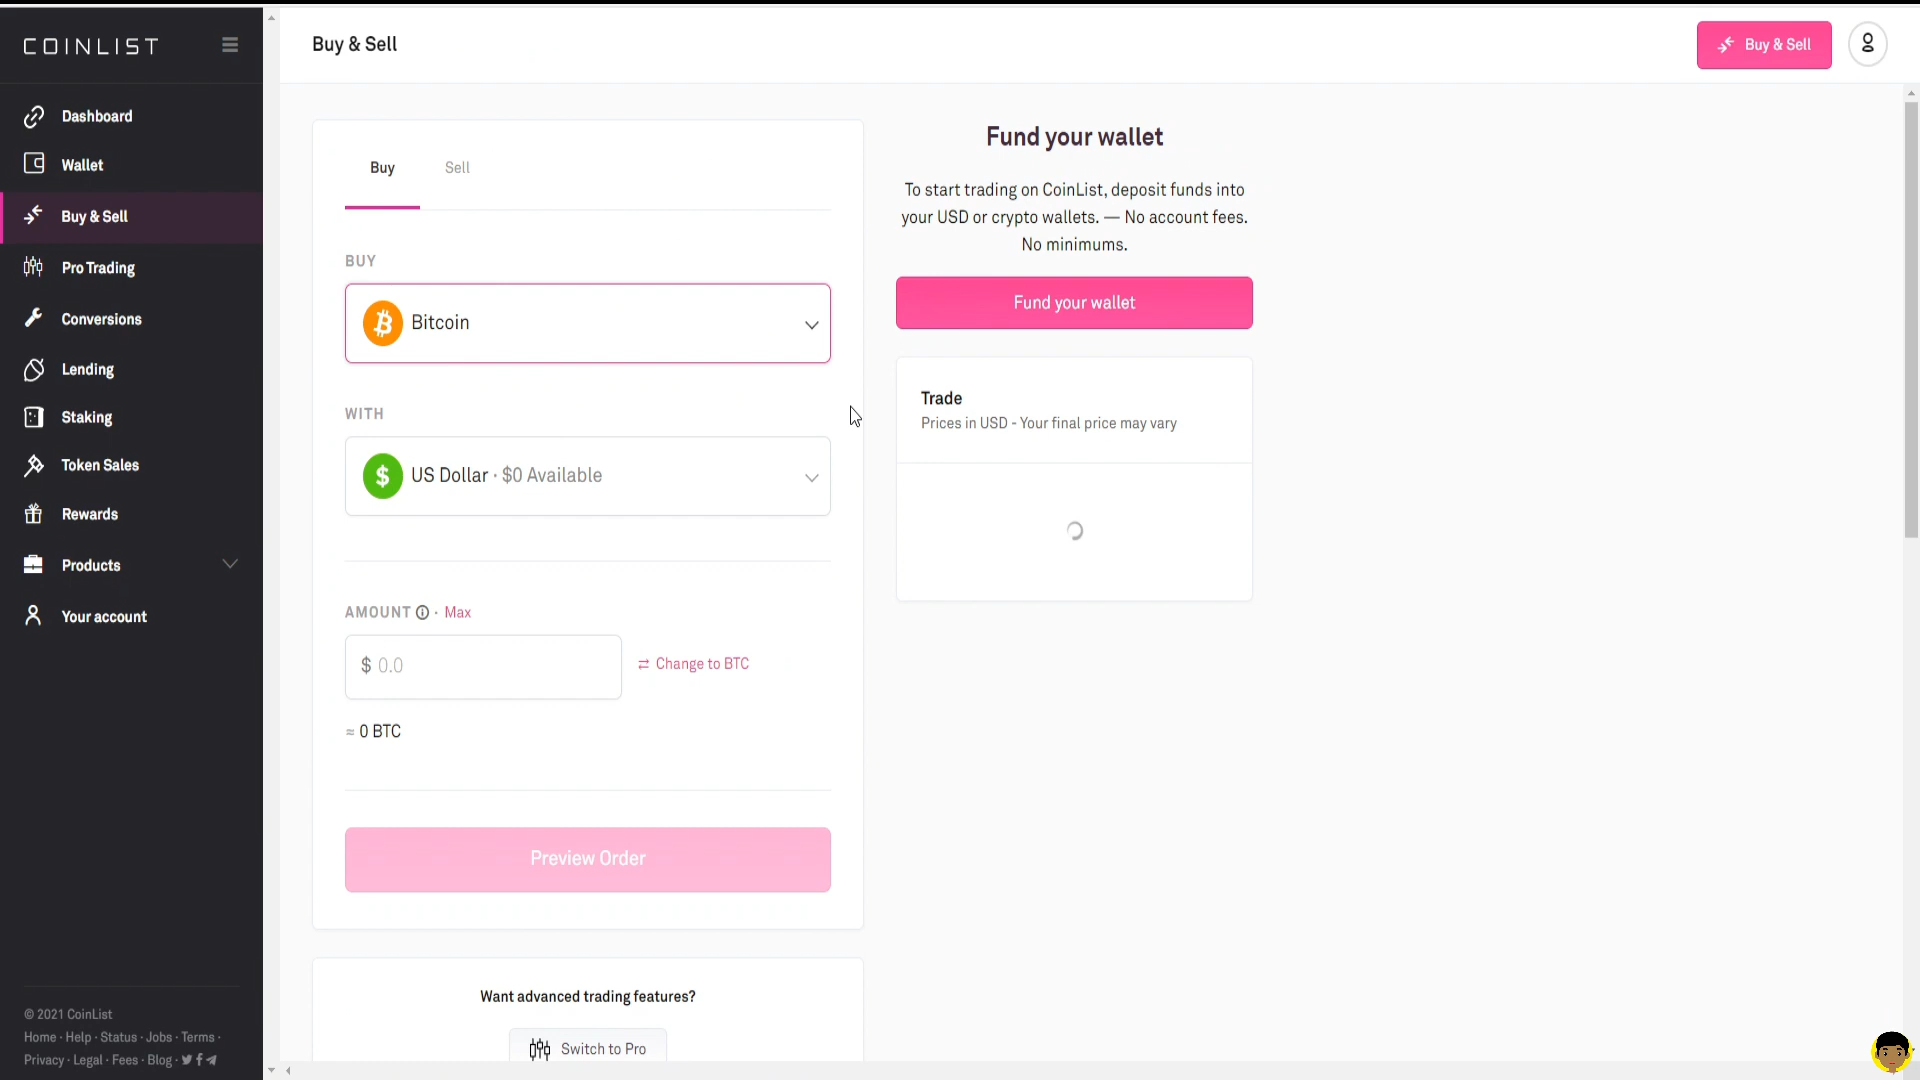 COINLIST
Buy & Sell
Buy & Sell
Dashboard
Wallet
Buy & Sell
Pro Trading
Conversions
Lending
Staking
Token Sales
Rewards
Products
Your account
© 2021 CoinList
Home · Help · Status · Jobs · Terms ·
Privacy · Legal · Fees · Blog ·
Buy Sell
BUY
Bitcoin
WITH
$ US Dollar · $0 Available
AMOUNT · Max
$ 0.0
Change to BTC
≈ 0 BTC
Preview Order
Want advanced trading features?
Switch to Pro
Fund your wallet
To start trading on CoinList, deposit funds into
your USD or crypto wallets. — No account fees.
No minimums.
Fund your wallet
Trade
Prices in USD - Your final price may vary